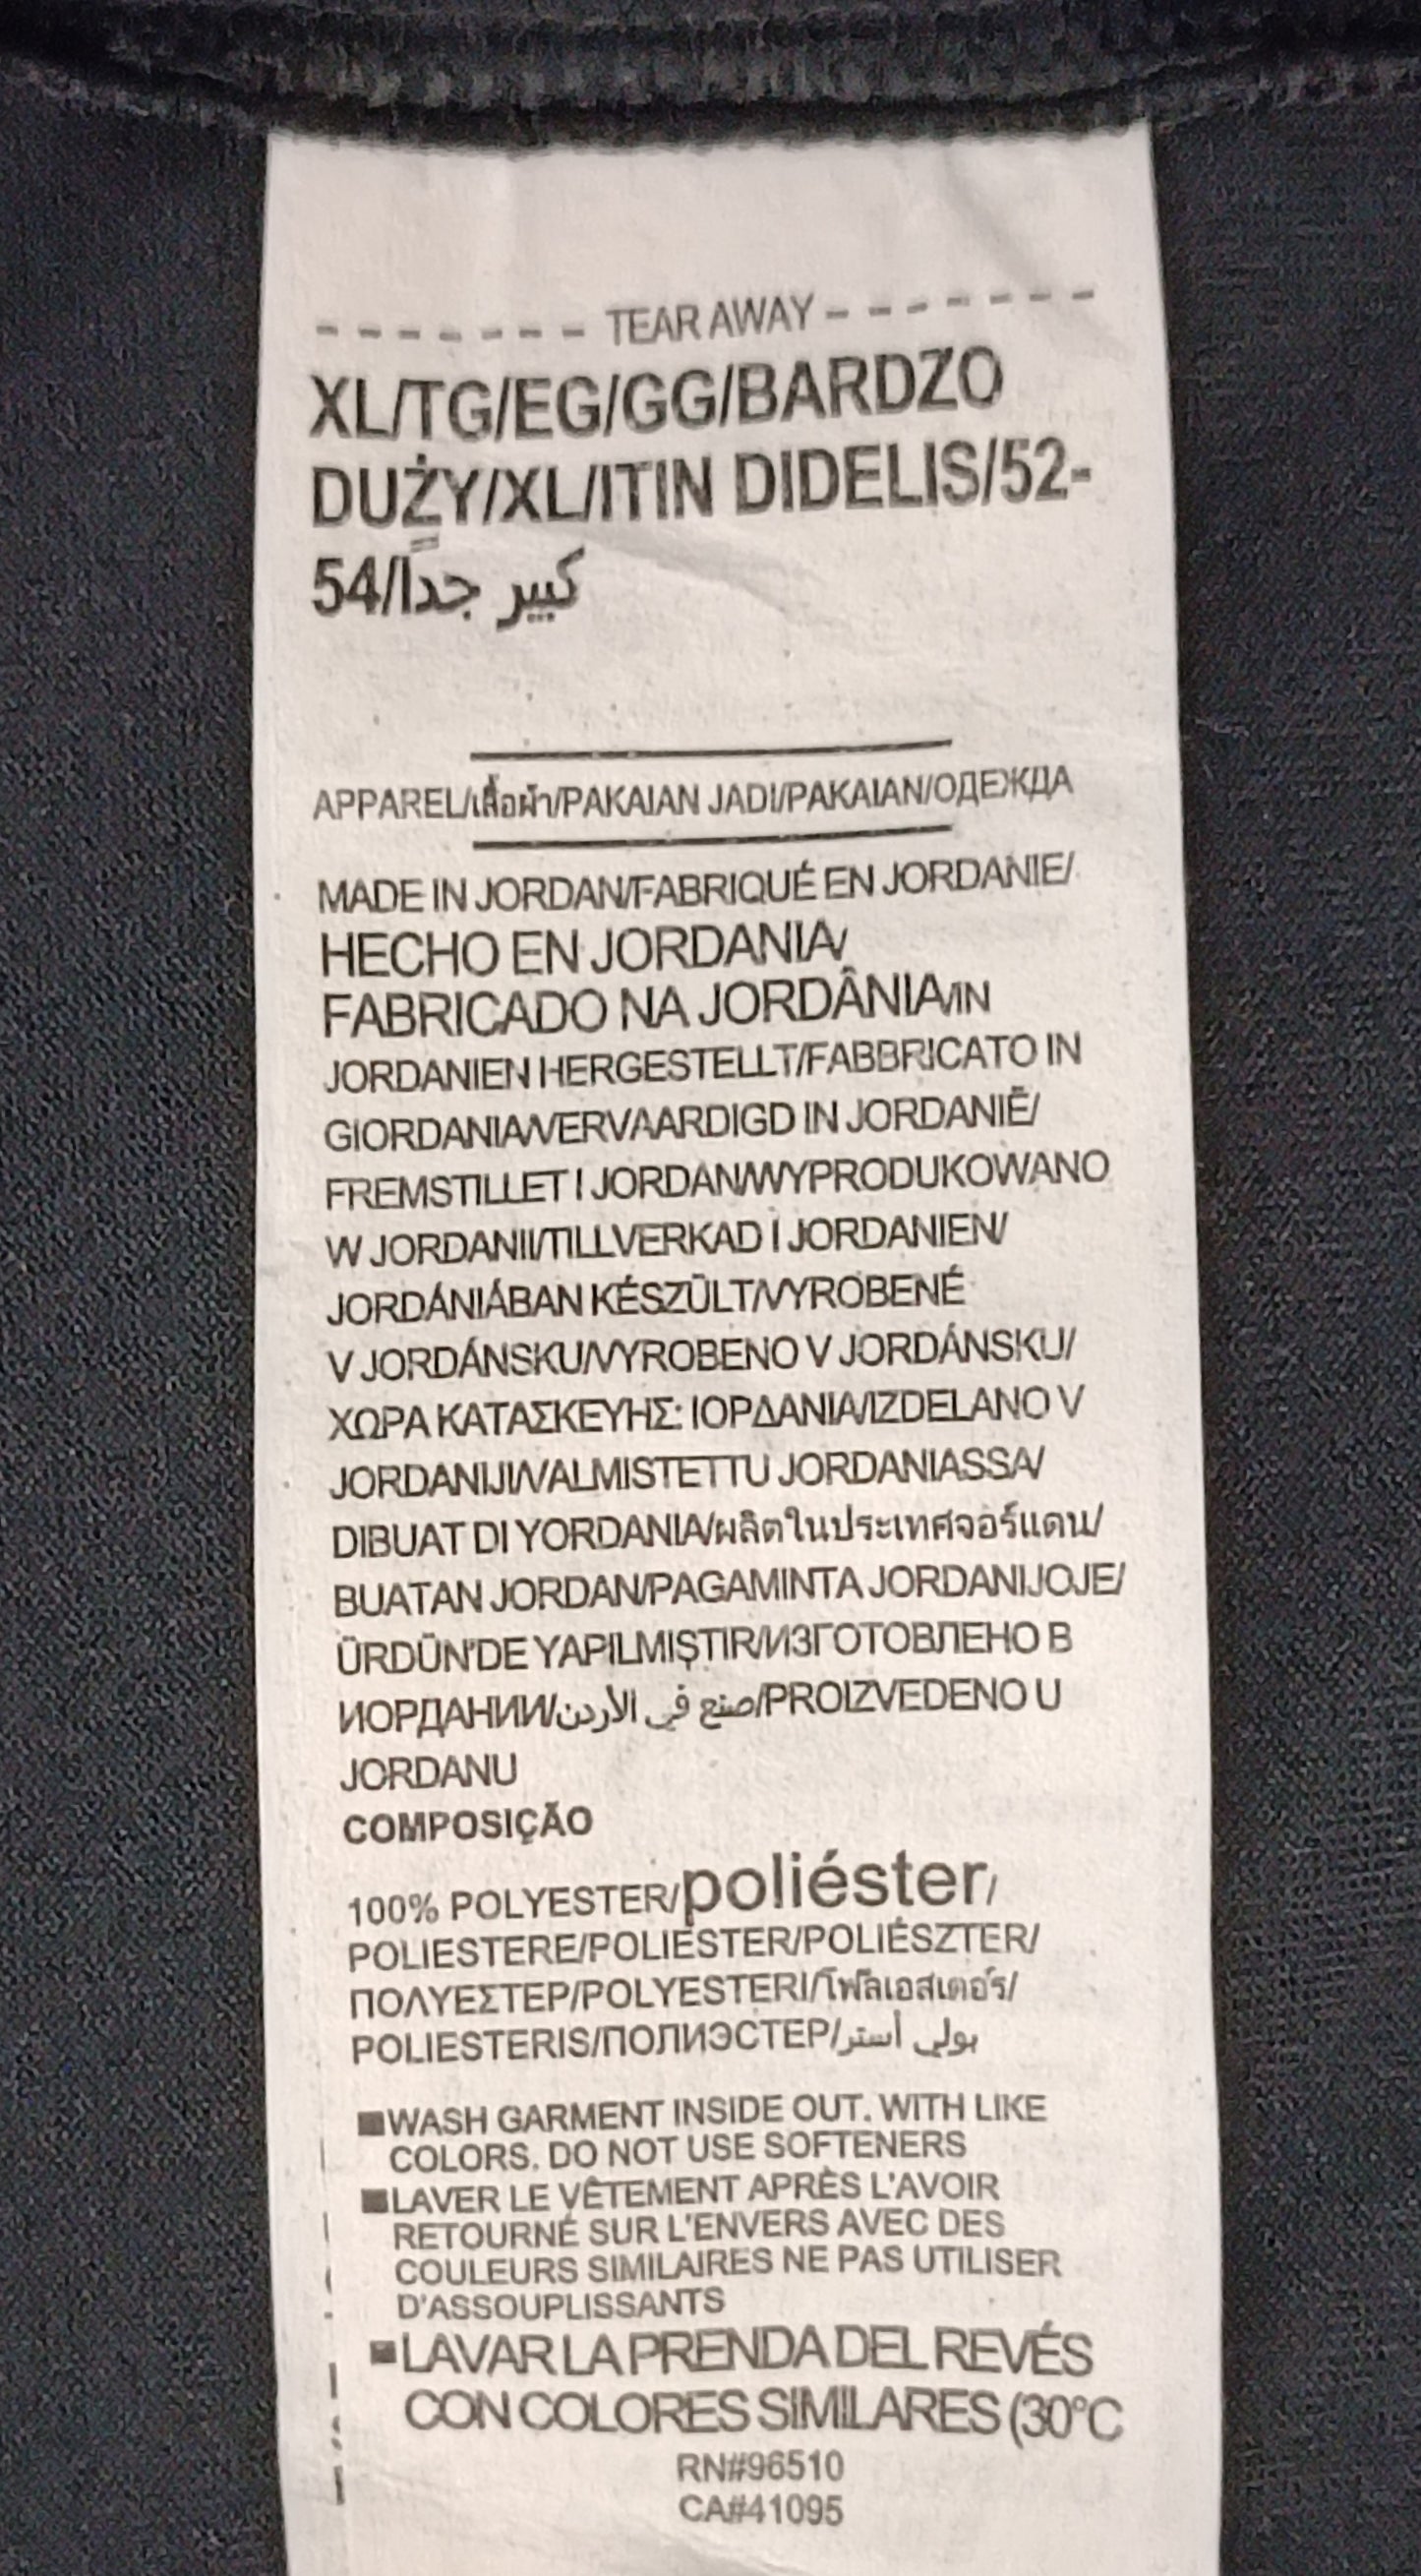 ------- TEAR AWAY -------
XL/TG/EG/GG/BARDZO
DUŻY/XL/ITIN DIDELIS/52-
54/كبير جداً
APPAREL/เสื้อผ้า/PAKAIAN JADI/PAKAIAN/ОДЕЖДА
MADE IN JORDAN/FABRIQUÉ EN JORDANIE/
HECHO EN JORDANIA/
FABRICADO NA JORDÂNIA/IN
JORDANIEN HERGESTELLT/FABBRICATO IN
GIORDANIA/VERVAARDIGD IN JORDANIË/
FREMSTILLET I JORDAN/WYPRODUKOWANO
W JORDANII/TILLVERKAD I JORDANIEN/
JORDÁNIÁBAN KÉSZÜLT/VYROBENÉ
V JORDÁNSKU/VYROBENO V JORDÁNSKU/
ΧΩΡΑ ΚΑΤΑΣΚΕΥΗΣ: ΙΟΡΔΑΝΙΑ/IZDELANO V
JORDANIJI/VALMISTETTU JORDANIASSA/
DIBUAT DI YORDANIA/ผลิตในประเทศจอร์แดน/
BUATAN JORDAN/PAGAMINTA JORDANIJOJE/
ÜRDÜN'DE YAPILMIŞTIR/ИЗГОТОВЛЕНО В
ИОРДАНИИ/صنع في الأردن/PROIZVEDENO U
JORDANU
COMPOSIÇÃO
100% POLYESTER/poliéster/
POLIESTERE/POLIESTER/POLIÉSZTER/
ΠΟΛΥΕΣΤΕΡ/POLYESTERI/โพลีเอสเตอร์/
POLIESTERIS/ПОЛИЭСТЕР/بولي أستر
■WASH GARMENT INSIDE OUT. WITH LIKE
COLORS. DO NOT USE SOFTENERS
■LAVER LE VÊTEMENT APRÈS L'AVOIR
RETOURNÉ SUR L'ENVERS AVEC DES
COULEURS SIMILAIRES NE PAS UTILISER
D'ASSOUPLISSANTS
■LAVAR LA PRENDA DEL REVÉS
CON COLORES SIMILARES (30°C
RN#96510
CA#41095